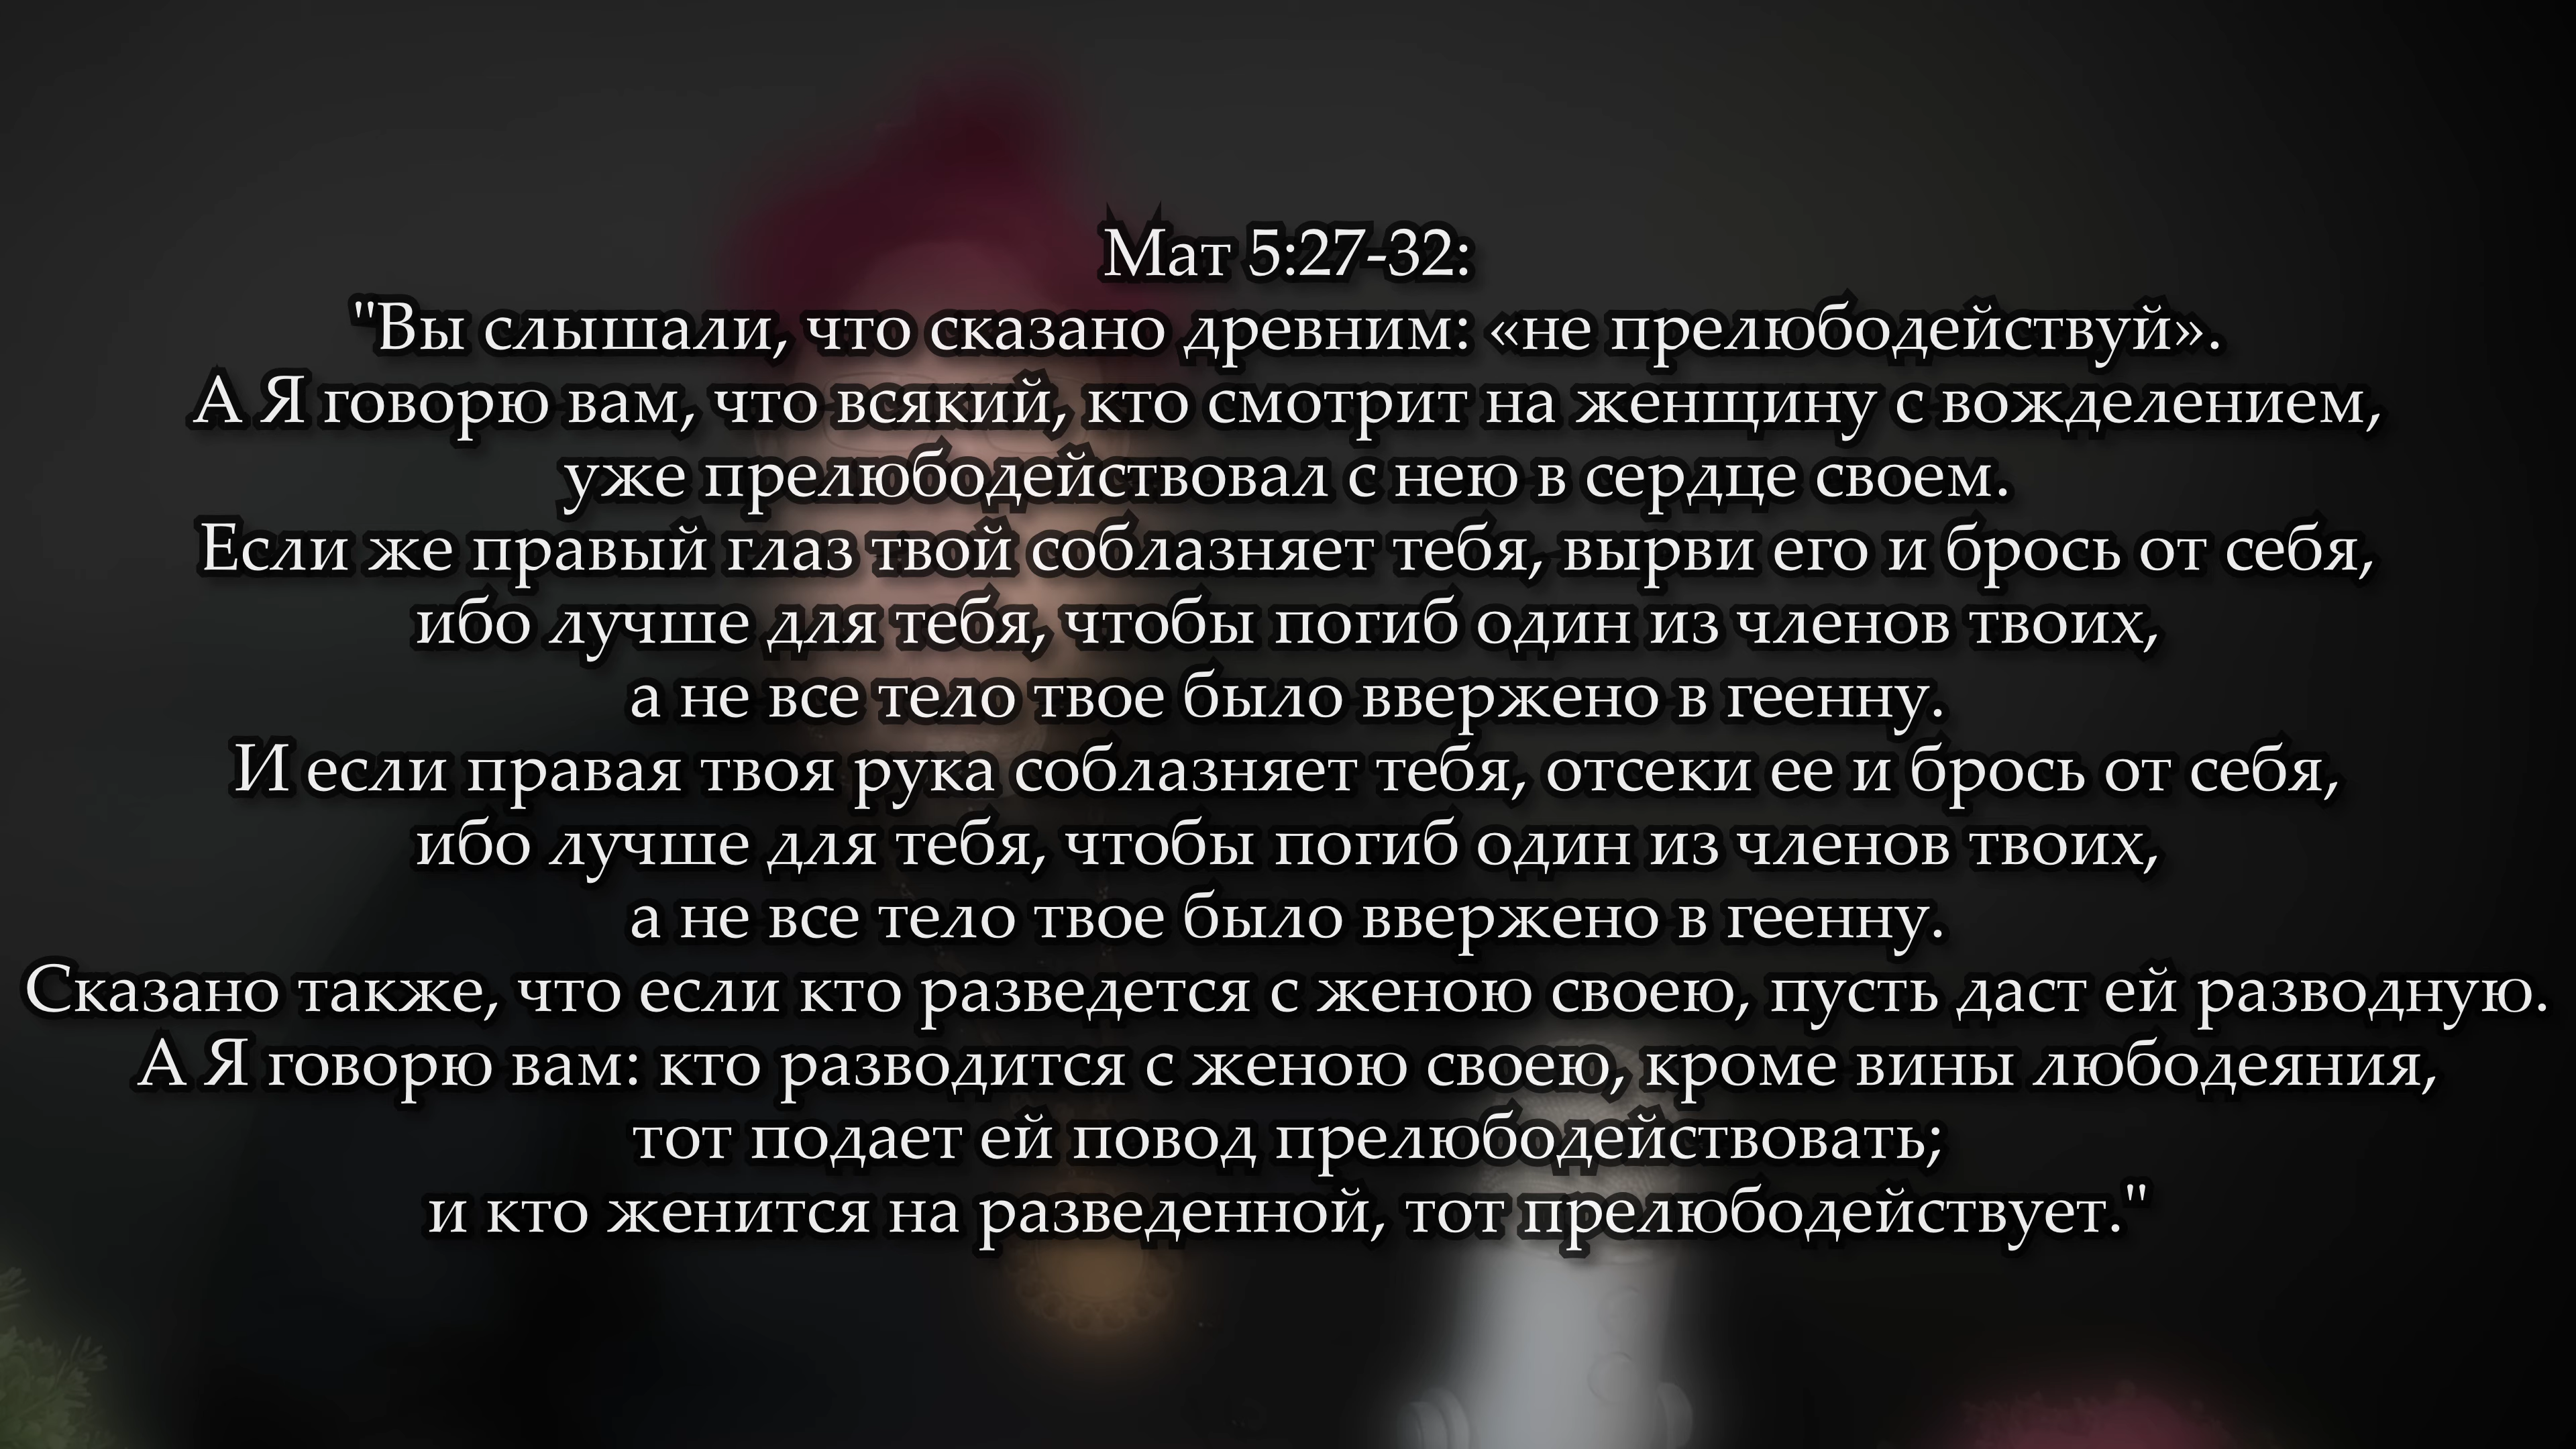 Мат 5:27-32:
"Вы слышали, что сказано древним: «не прелюбодействуй».
А Я говорю вам, что всякий, кто смотрит на женщину с вожделением,
уже прелюбодействовал с нею в сердце своем.
Если же правый глаз твой соблазняет тебя, вырви его и брось от себя,
ибо лучше для тебя, чтобы погиб один из членов твоих,
а не все тело твое было ввержено в геенну.
И если правая твоя рука соблазняет тебя, отсеки ее и брось от себя,
ибо лучше для тебя, чтобы погиб один из членов твоих,
а не все тело твое было ввержено в геенну.
Сказано также, что если кто разведется с женою своею, пусть даст ей разводную.
А Я говорю вам: кто разводится с женою своею, кроме вины любодеяния,
тот подает ей повод прелюбодействовать;
и кто женится на разведенной, тот прелюбодействует."